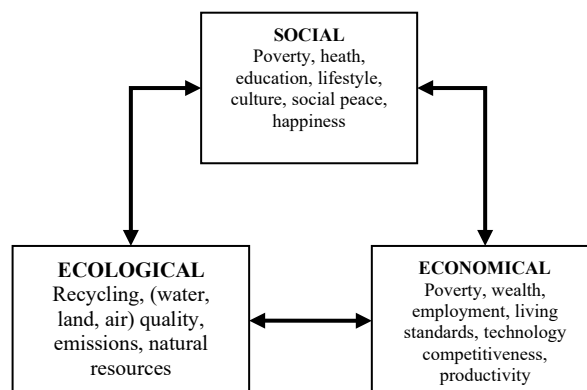 SOCIAL
Poverty, heath,
education, lifestyle,
culture, social peace,
happiness
ECOLOGICAL
Recycling, (water,
land, air) quality,
emissions, natural
resources
ECONOMICAL
Poverty, wealth,
employment, living
standards, technology
competitiveness,
productivity